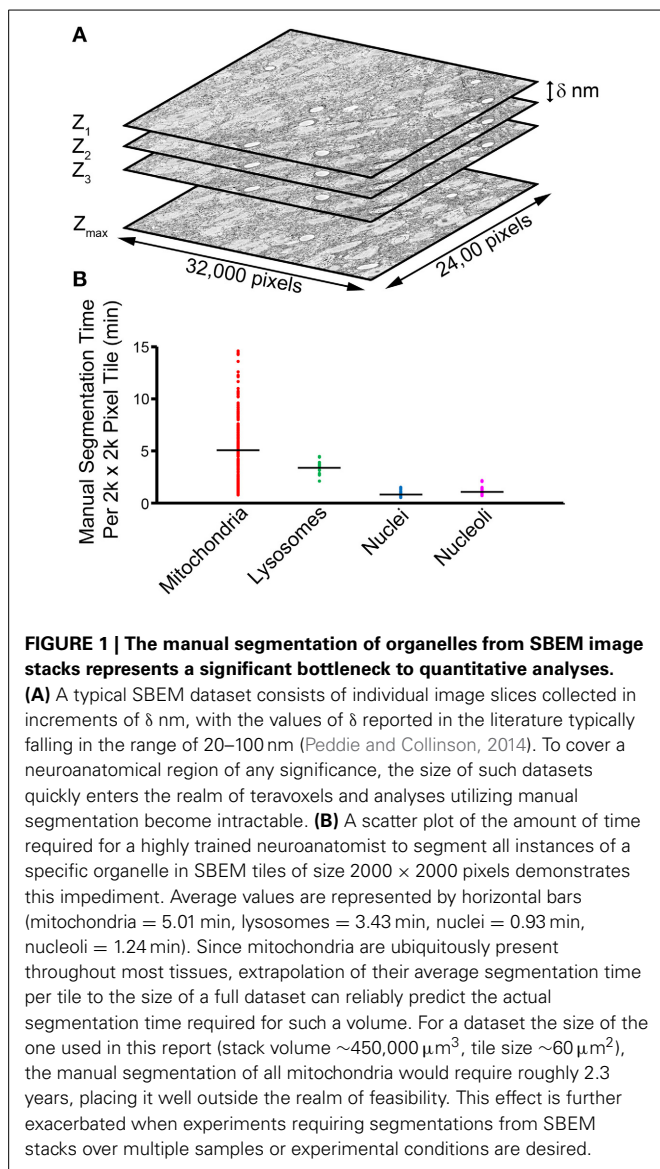 A
δ nm
Z1
Z2
Z3
Zmax
32,000 pixels
24,00 pixels
B
Manual Segmentation Time
Per 2k x 2k Pixel Tile (min)
15
10
5
0
Mitochondria
Lysosomes
Nuclei
Nucleoli
FIGURE 1 | The manual segmentation of organelles from SBEM image
stacks represents a significant bottleneck to quantitative analyses.
(A) A typical SBEM dataset consists of individual image slices collected in
increments of δ nm, with the values of δ reported in the literature typically
falling in the range of 20–100 nm (Peddie and Collinson, 2014). To cover a
neuroanatomical region of any significance, the size of such datasets
quickly enters the realm of teravoxels and analyses utilizing manual
segmentation become intractable. (B) A scatter plot of the amount of time
required for a highly trained neuroanatomist to segment all instances of a
specific organelle in SBEM tiles of size 2000 × 2000 pixels demonstrates
this impediment. Average values are represented by horizontal bars
(mitochondria = 5.01 min, lysosomes = 3.43 min, nuclei = 0.93 min,
nucleoli = 1.24 min). Since mitochondria are ubiquitously present
throughout most tissues, extrapolation of their average segmentation time
per tile to the size of a full dataset can reliably predict the actual
segmentation time required for such a volume. For a dataset the size of the
one used in this report (stack volume ~450,000 μm³, tile size ~60 μm²),
the manual segmentation of all mitochondria would require roughly 2.3
years, placing it well outside the realm of feasibility. This effect is further
exacerbated when experiments requiring segmentations from SBEM
stacks over multiple samples or experimental conditions are desired.